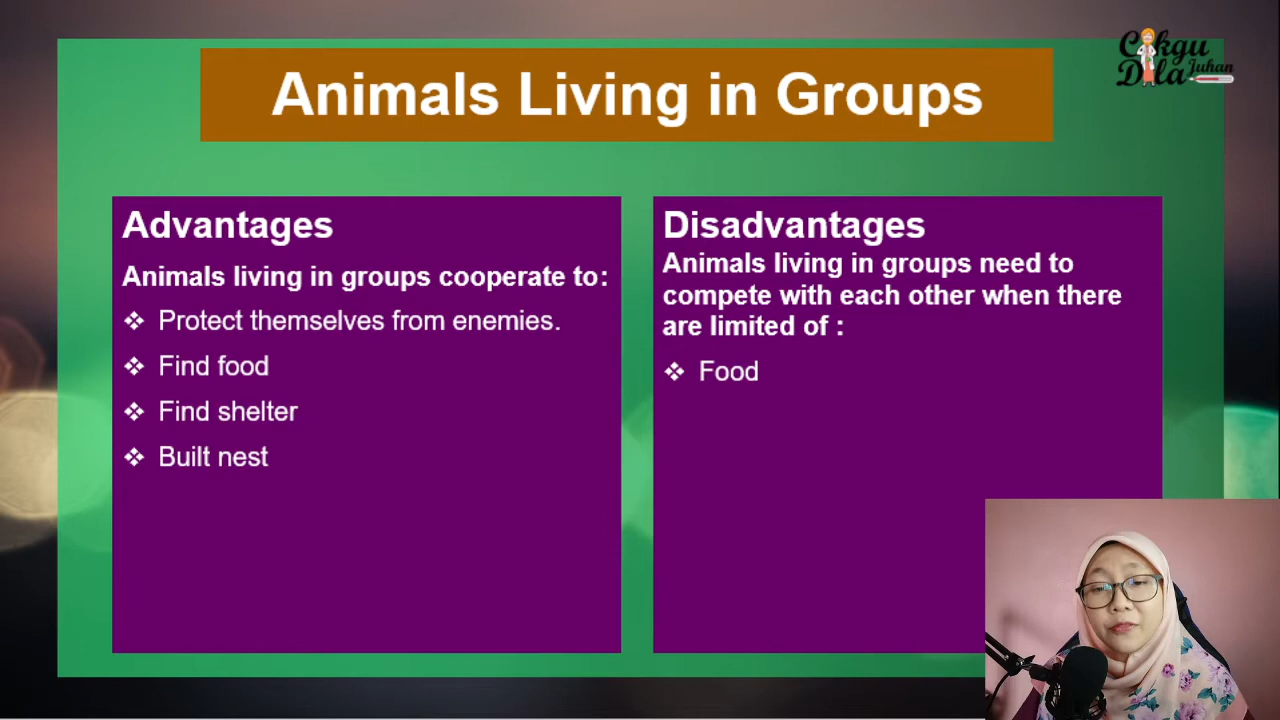 Cikgu
Dila Juhan
Animals Living in Groups
Advantages
Animals living in groups cooperate to:
❖ Protect themselves from enemies.
❖ Find food
❖ Find shelter
❖ Built nest
Disadvantages
Animals living in groups need to
compete with each other when there
are limited of :
❖ Food